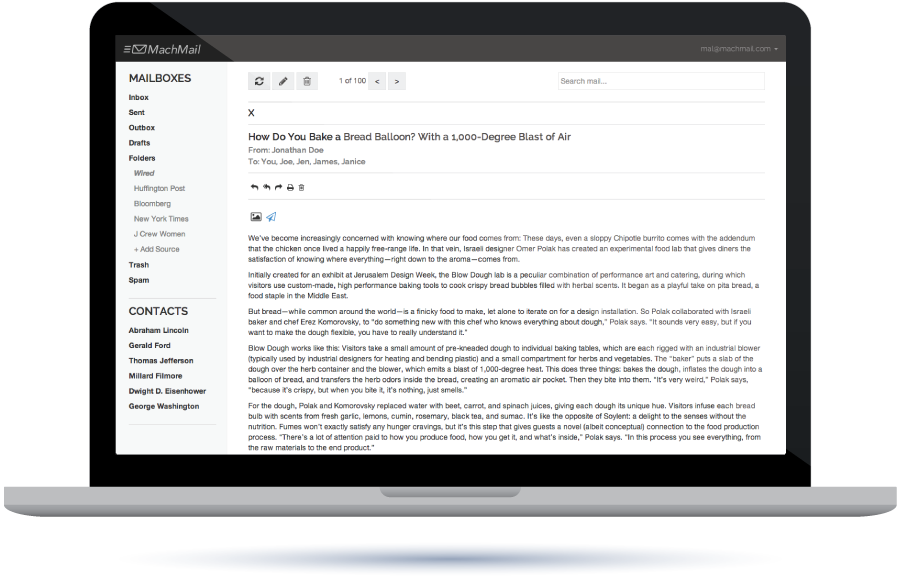 MachMail
mal@machmail.com
MAILBOXES
Inbox
Sent
Outbox
Drafts
Folders
Wired
Huffington Post
Bloomberg
New York Times
J Crew Women
+ Add Source
Trash
Spam
CONTACTS
Abraham Lincoln
Gerald Ford
Thomas Jefferson
Millard Filmore
Dwight D. Eisenhower
George Washington
1 of 100 < >
Search mail...
X
How Do You Bake a Bread Balloon? With a 1,000-Degree Blast of Air
From: Jonathan Doe
To: You, Joe, Jen, James, Janice
We've become increasingly concerned with knowing where our food comes from: These days, even a sloppy Chipotle burrito comes with the addendum
that the chicken once lived a happily free-range life. In that vein, Israeli designer Omer Polak has created an experimental food lab that gives diners the
satisfaction of knowing where everything—right down to the aroma—comes from.
Initially created for an exhibit at Jerusalem Design Week, the Blow Dough lab is a peculiar combination of performance art and catering, during which
visitors use custom-made, high performance baking tools to cook crispy bread bubbles filled with herbal scents. It began as a playful take on pita bread, a
food staple in the Middle East.
But bread—while common around the world—is a finicky food to make, let alone to iterate on for a design installation. So Polak collaborated with Israeli
baker and chef Erez Komorovsky, to "do something new with this chef who knows everything about dough," Polak says. "It sounds very easy, but if you
want to make the dough flexible, you have to really understand it."
Blow Dough works like this: Visitors take a small amount of pre-kneaded dough to individual baking tables, which are each rigged with an industrial blower
(typically used by industrial designers for heating and bending plastic) and a small compartment for herbs and vegetables. The "baker" puts a slab of the
dough over the herb container and the blower, which emits a blast of 1,000-degree heat. This does three things: bakes the dough, inflates the dough into a
balloon of bread, and transfers the herb odors inside the bread, creating an aromatic air pocket. Then they bite into them. "It's very weird," Polak says,
"because it's crispy, but when you bite it, it's nothing, just smells."
For the dough, Polak and Komorovsky replaced water with beet, carrot, and spinach juices, giving each dough its unique hue. Visitors infuse each bread
bulb with scents from fresh garlic, lemons, cumin, rosemary, black tea, and sumac. It's like the opposite of Soylent: a delight to the senses without the
nutrition. Fumes won't exactly satisfy any hunger cravings, but it's this step that gives guests a novel (albeit conceptual) connection to the food production
process. "There's a lot of attention paid to how you produce food, how you get it, and what's inside," Polak says. "In this process you see everything, from
the raw materials to the end product."